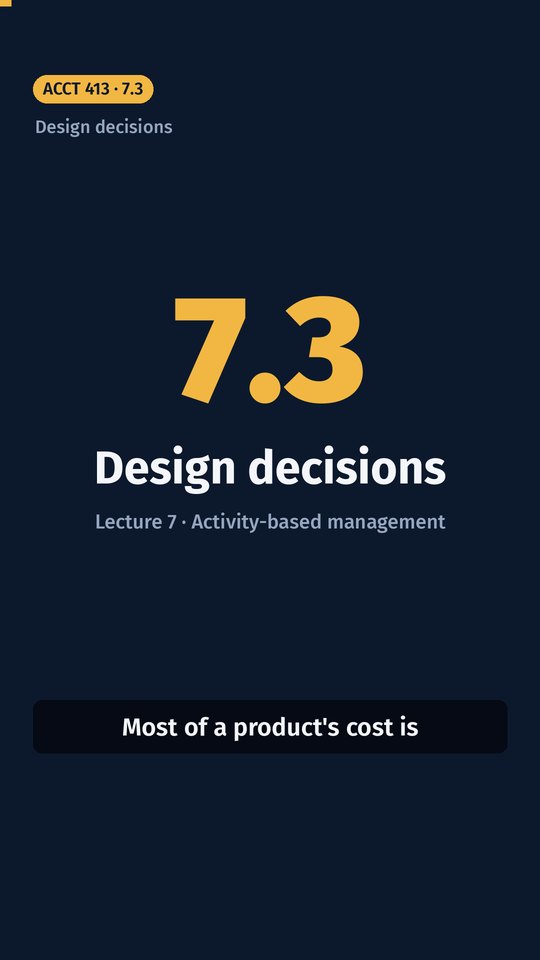 ACCT 413 · 7.3
Design decisions
7.3
Design decisions
Lecture 7 · Activity-based management
Most of a product's cost is